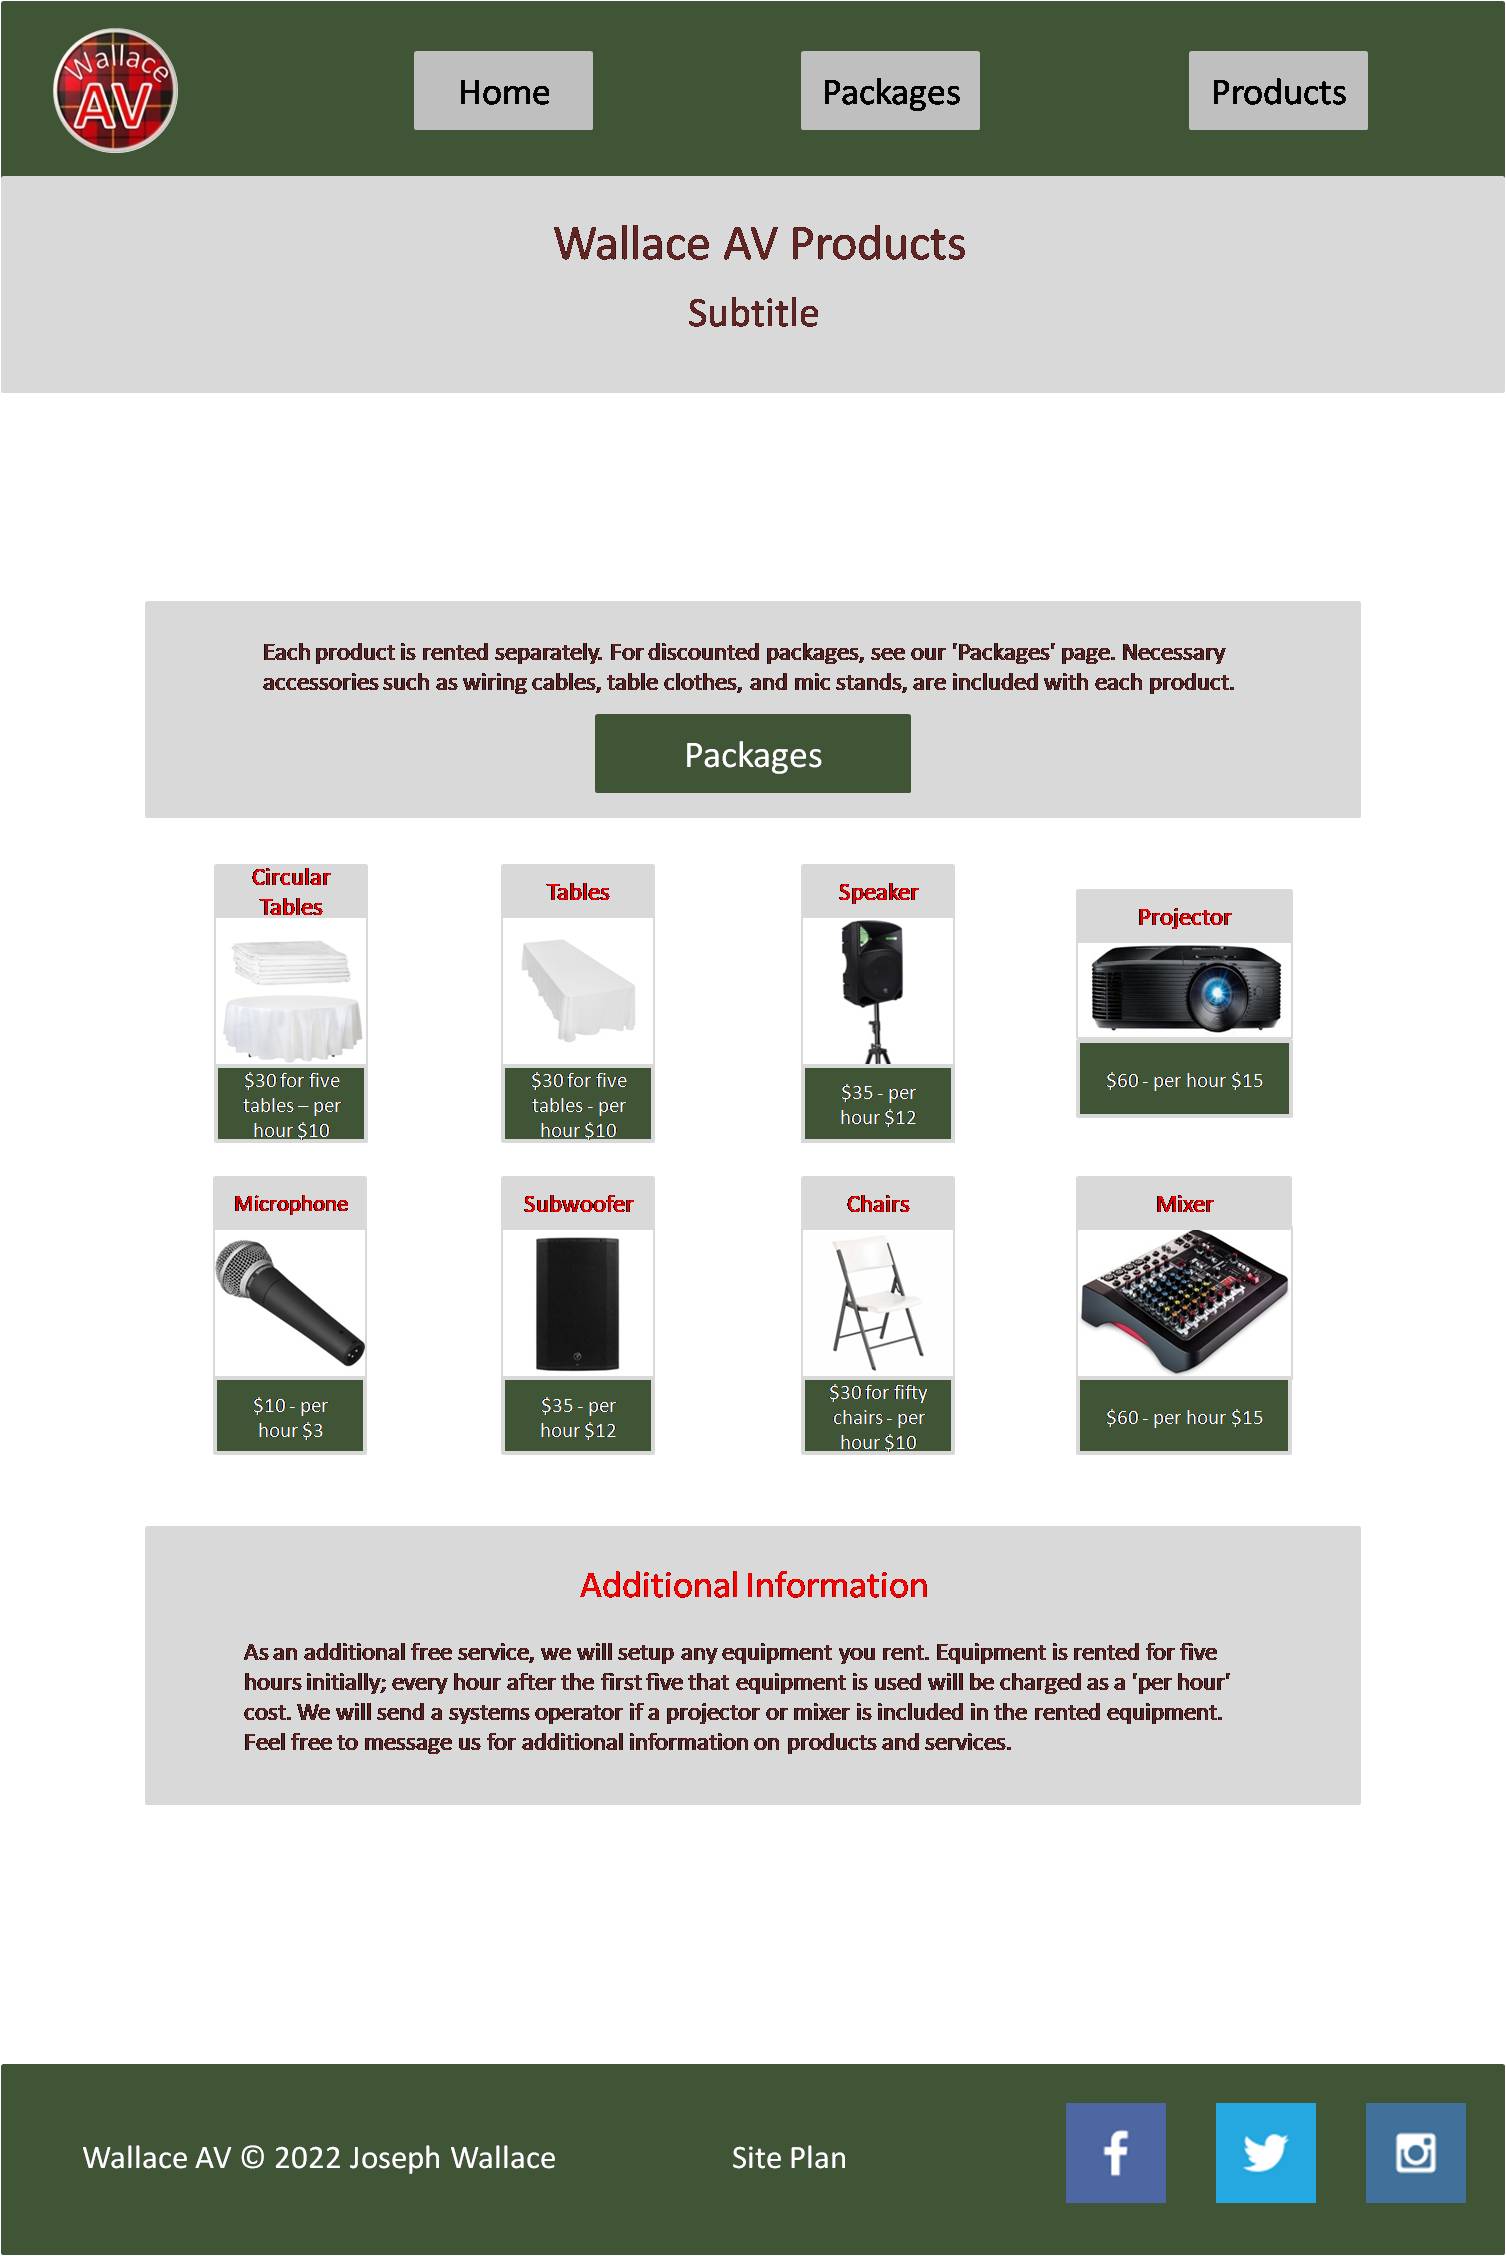 Wallace
AV
Home
Packages
Products
Wallace AV Products
Subtitle
Each product is rented separately. For discounted packages, see our 'Packages' page. Necessary
accessories such as wiring cables, table clothes, and mic stands, are included with each product.
Packages
Circular
Tables
Tables
Speaker
Projector
$30 for five
tables – per
hour $10
$30 for five
tables - per
hour $10
$35 - per
hour $12
$60 - per hour $15
Microphone
Subwoofer
Chairs
Mixer
$10 - per
hour $3
$35 - per
hour $12
$30 for fifty
chairs - per
hour $10
$60 - per hour $15
Additional Information
As an additional free service, we will setup any equipment you rent. Equipment is rented for five
hours initially; every hour after the first five that equipment is used will be charged as a 'per hour'
cost. We will send a systems operator if a projector or mixer is included in the rented equipment.
Feel free to message us for additional information on products and services.
Wallace AV © 2022 Joseph Wallace
Site Plan